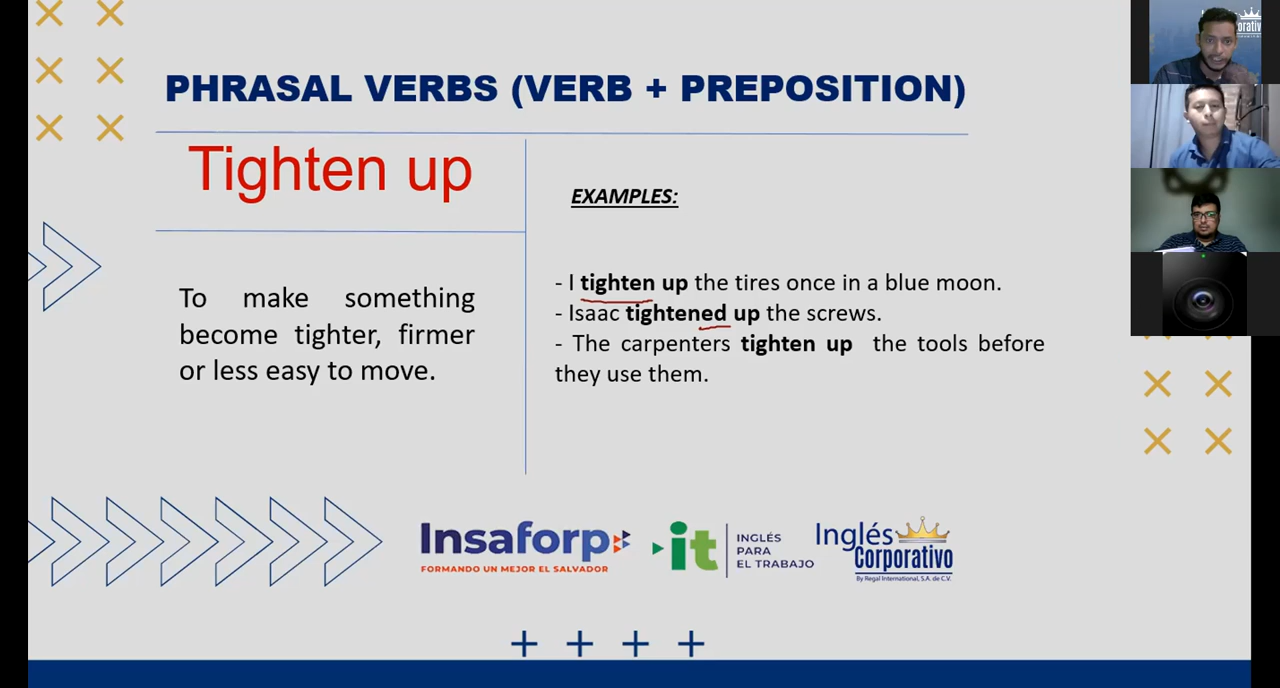 PHRASAL VERBS (VERB + PREPOSITION)
Tighten up
To make something
become tighter, firmer
or less easy to move.
EXAMPLES:
- I tighten up the tires once in a blue moon.
- Isaac tightened up the screws.
- The carpenters tighten up the tools before
they use them.
Insaforp
FORMANDO UN MEJOR EL SALVADOR
it
INGLÉS
PARA
EL TRABAJO
Inglés
Corporativo
By Regal International, S.A. de C.V.